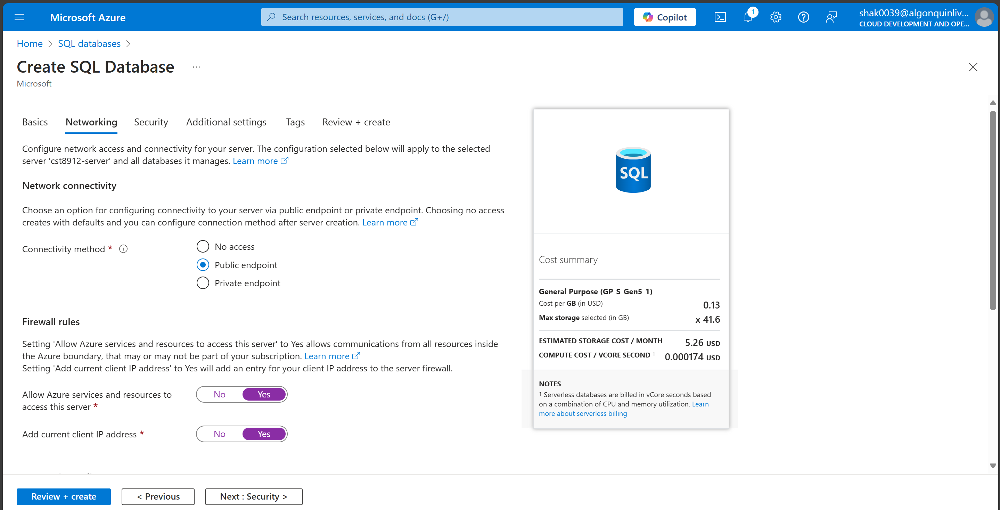 Microsoft Azure
Search resources, services, and docs (G+/)
Copilot
1
shak0039@algonquinliv...
CLOUD DEVELOPMENT AND OPE...
Home > SQL databases >
Create SQL Database ...
Microsoft
Basics Networking Security Additional settings Tags Review + create
Configure network access and connectivity for your server. The configuration selected below will apply to the selected
server 'cst8912-server' and all databases it manages. Learn more
Network connectivity
Choose an option for configuring connectivity to your server via public endpoint or private endpoint. Choosing no access
creates with defaults and you can configure connection method after server creation. Learn more
Connectivity method *
No access
Public endpoint
Private endpoint
Firewall rules
Setting 'Allow Azure services and resources to access this server' to Yes allows communications from all resources inside
the Azure boundary, that may or may not be part of your subscription. Learn more
Setting 'Add current client IP address' to Yes will add an entry for your client IP address to the server firewall.
Allow Azure services and resources to
access this server *
No Yes
Add current client IP address *
No Yes
SQL
Cost summary
General Purpose (GP_S_Gen5_1)
Cost per GB (in USD) 0.13
Max storage selected (in GB) x 41.6
ESTIMATED STORAGE COST / MONTH 5.26 USD
COMPUTE COST / VCORE SECOND ¹ 0.000174 USD
NOTES
¹ Serverless databases are billed in vCore seconds based
on a combination of CPU and memory utilization. Learn
more about serverless billing
Review + create
< Previous
Next : Security >